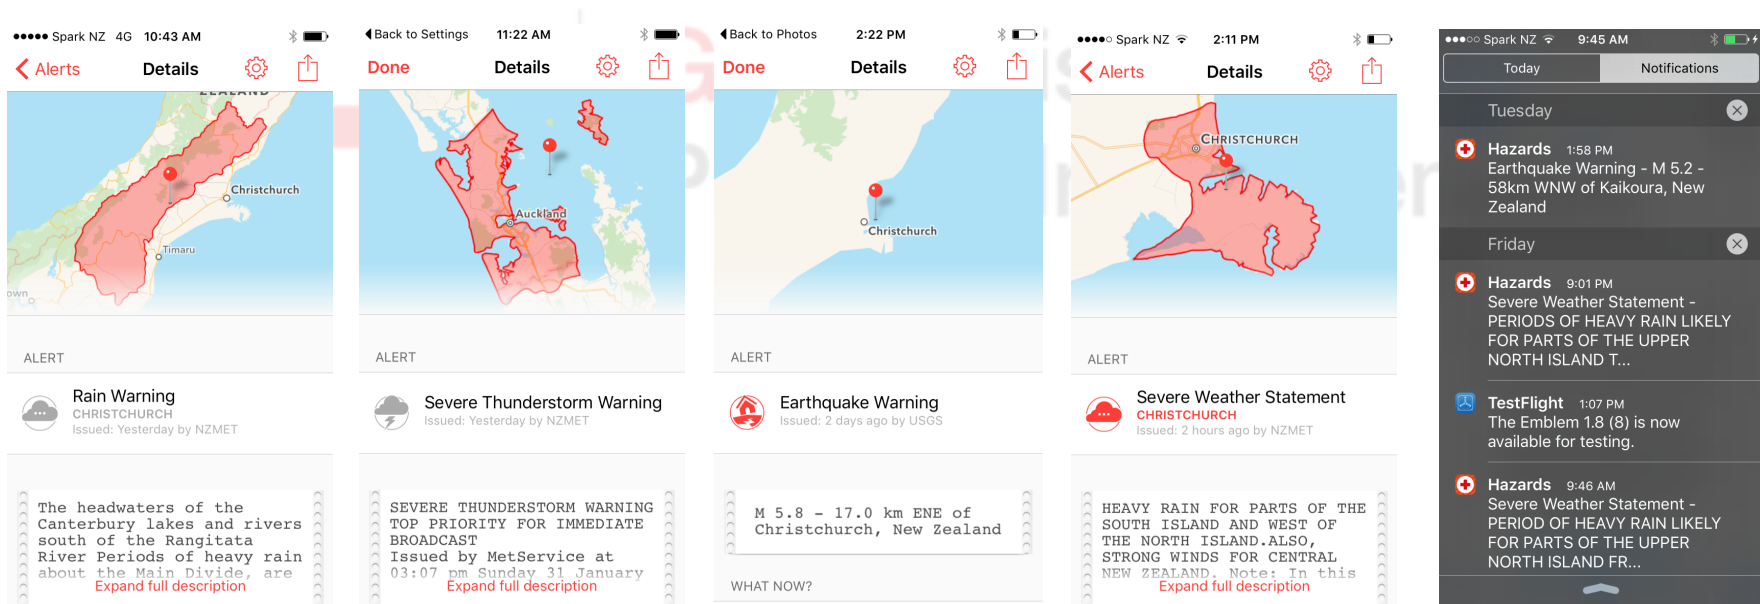 Spark NZ 4G 10:43 AM
Alerts Details
ZEALAND
Christchurch
Timaru
own
ALERT
Rain Warning
CHRISTCHURCH
Issued: Yesterday by NZMET
The headwaters of the
Canterbury lakes and rivers
south of the Rangitata
River Periods of heavy rain
about the Main Divide, are
Expand full description
Back to Settings 11:22 AM
Done Details
Auckland
ALERT
Severe Thunderstorm Warning
Issued: Yesterday by NZMET
SEVERE THUNDERSTORM WARNING
TOP PRIORITY FOR IMMEDIATE
BROADCAST
Issued by MetService at
03:07 pm Sunday 31 January
Expand full description
Back to Photos 2:22 PM
Done Details
Christchurch
ALERT
Earthquake Warning
Issued: 2 days ago by USGS
M 5.8 - 17.0 km ENE of
Christchurch, New Zealand
WHAT NOW?
Spark NZ 2:11 PM
Alerts Details
CHRISTCHURCH
ALERT
Severe Weather Statement
CHRISTCHURCH
Issued: 2 hours ago by NZMET
HEAVY RAIN FOR PARTS OF THE
SOUTH ISLAND AND WEST OF
THE NORTH ISLAND.ALSO,
STRONG WINDS FOR CENTRAL
NEW ZEALAND. Note: In this
Expand full description
Spark NZ 9:45 AM
Today Notifications
Tuesday
Hazards 1:58 PM
Earthquake Warning - M 5.2 -
58km WNW of Kaikoura, New
Zealand
Friday
Hazards 9:01 PM
Severe Weather Statement -
PERIODS OF HEAVY RAIN LIKELY
FOR PARTS OF THE UPPER
NORTH ISLAND T...
TestFlight 1:07 PM
The Emblem 1.8 (8) is now
available for testing.
Hazards 9:46 AM
Severe Weather Statement -
PERIOD OF HEAVY RAIN LIKELY
FOR PARTS OF THE UPPER
NORTH ISLAND FR...